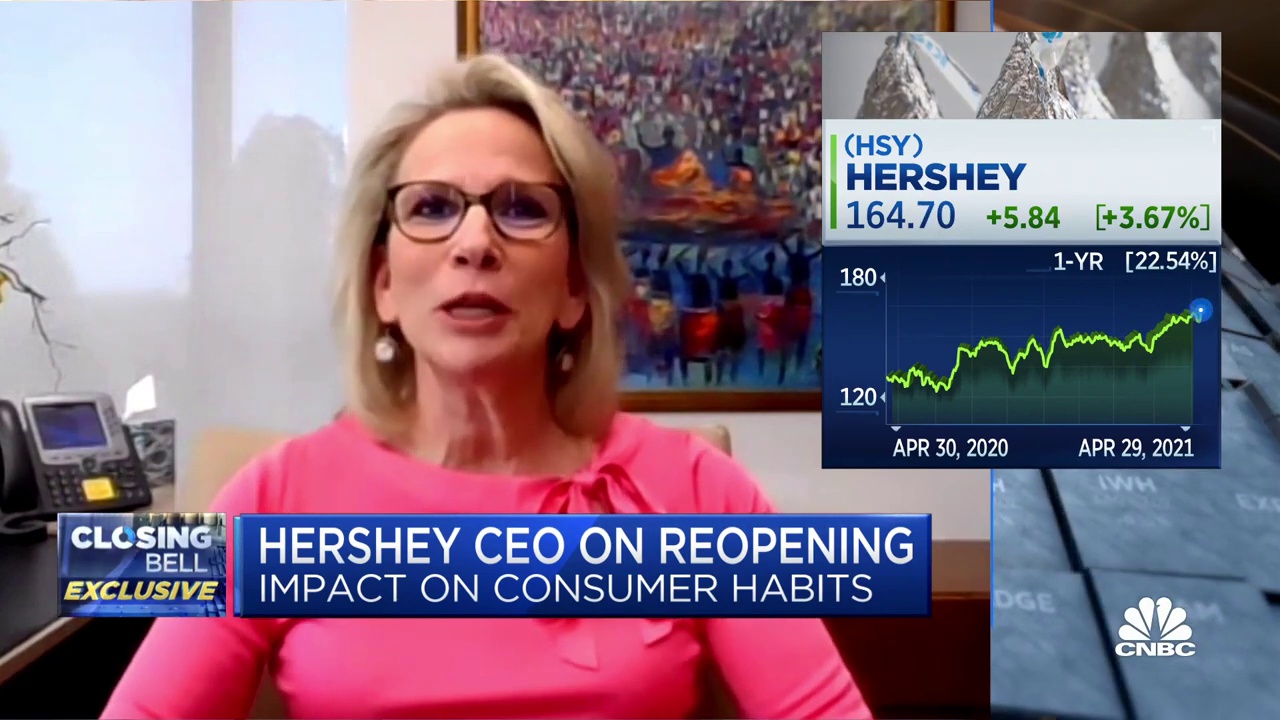 (HSY)
HERSHEY
164.70 +5.84 [+3.67%]
1-YR [22.54%]
180
120
APR 30, 2020 APR 29, 2021
CLOSING
BELL
EXCLUSIVE
HERSHEY CEO ON REOPENING
IMPACT ON CONSUMER HABITS
IWH
CNBC